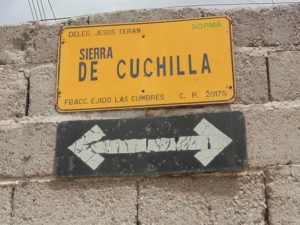 DELEG. JESUS TERAN SOPMA
SIERRA
DE CUCHILLA
FRACC. EJIDO LAS CUMBRES C. P. 20175